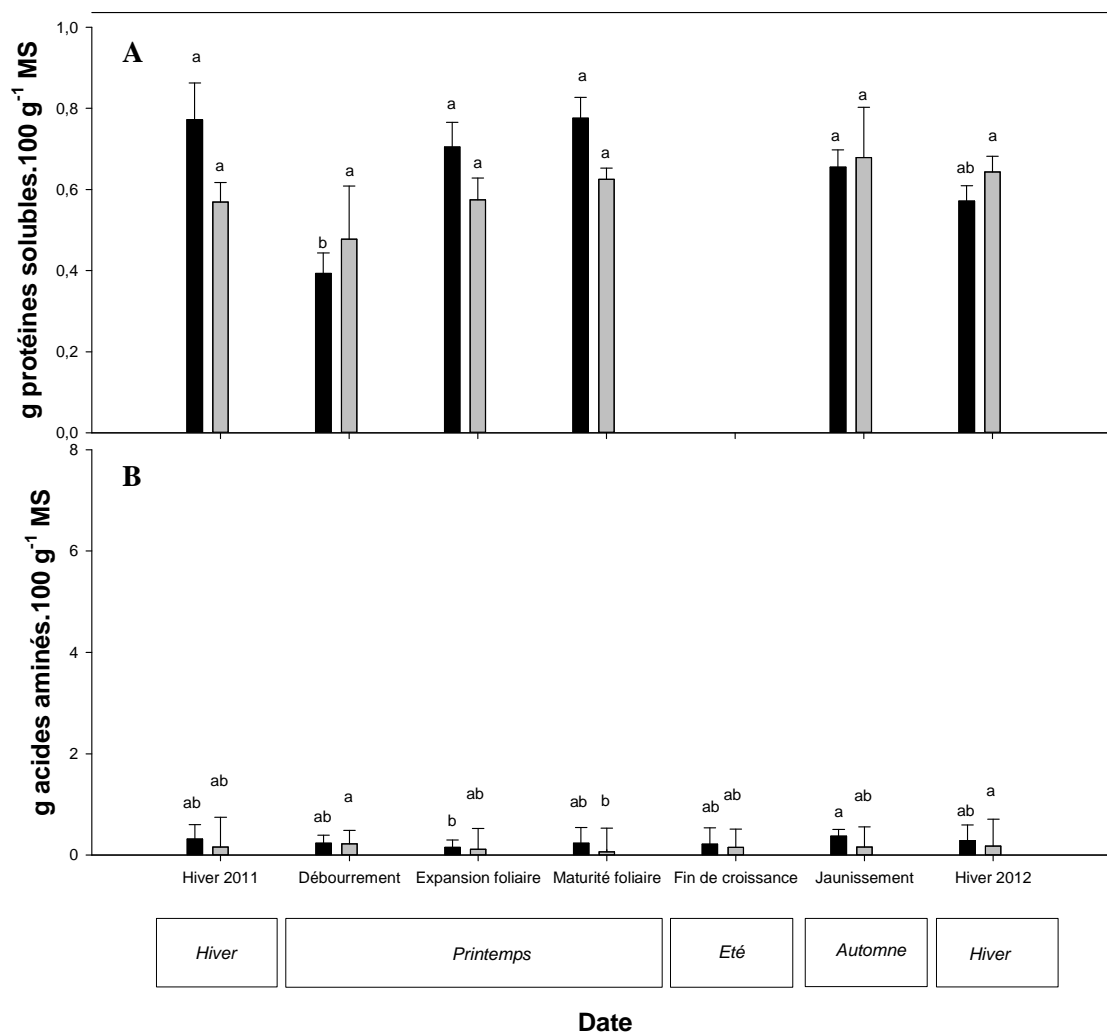 A
g protéines solubles.100 g-1 MS
1,0
0,8
0,6
0,4
0,2
0,0
a
a
b
a
a
a
a
a
a
a
ab
a
B
g acides aminés.100 g-1 MS
8
6
4
2
0
ab
ab
ab
a
b
ab
ab
b
ab
ab
a
ab
ab
a
Hiver 2011
Débourrement
Expansion foliaire
Maturité foliaire
Fin de croissance
Jaunissement
Hiver 2012
Hiver
Printemps
Eté
Automne
Hiver
Date